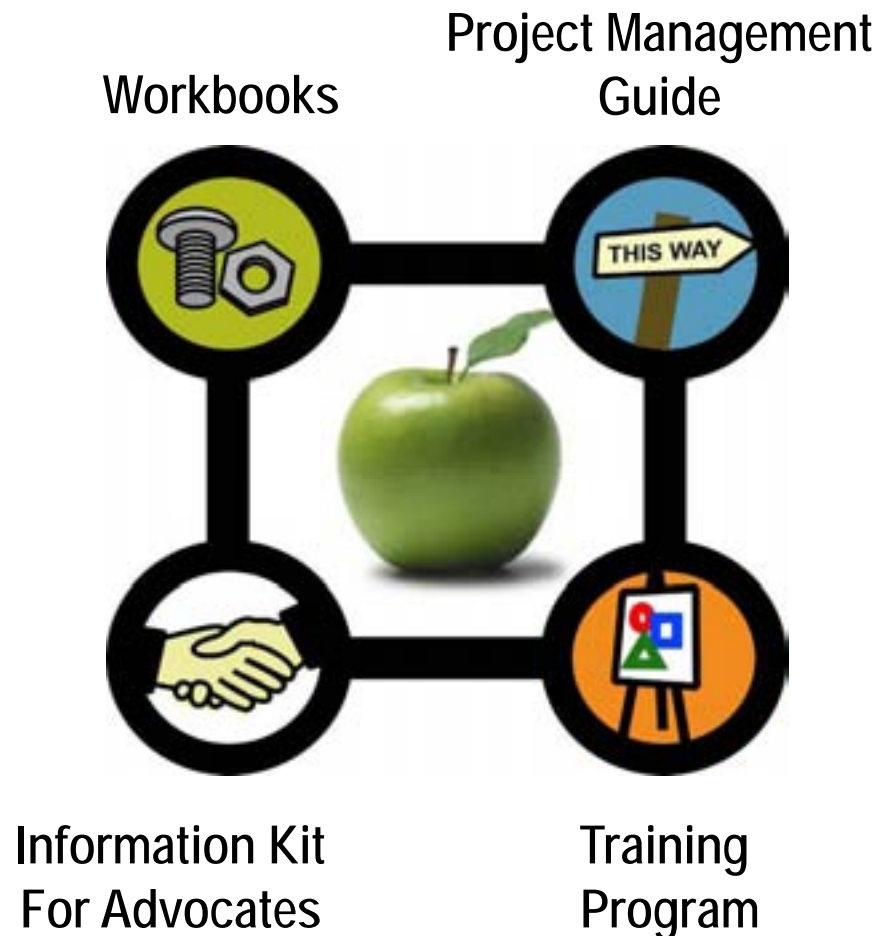 Project Management
Guide
Workbooks
THIS WAY
Information Kit
For Advocates
Training
Program